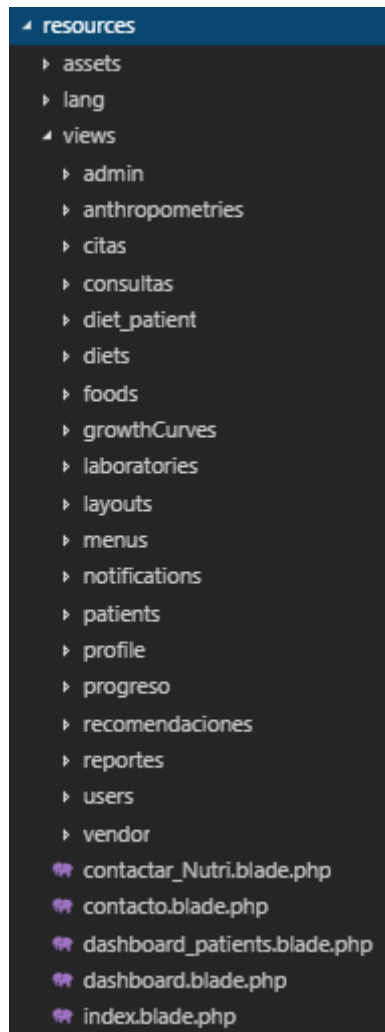 resources
assets
lang
views
admin
anthropometries
citas
consultas
diet_patient
diets
foods
growthCurves
laboratories
layouts
menus
notifications
patients
profile
progreso
recomendaciones
reportes
users
vendor
contactar_Nutri.blade.php
contacto.blade.php
dashboard_patients.blade.php
dashboard.blade.php
index.blade.php